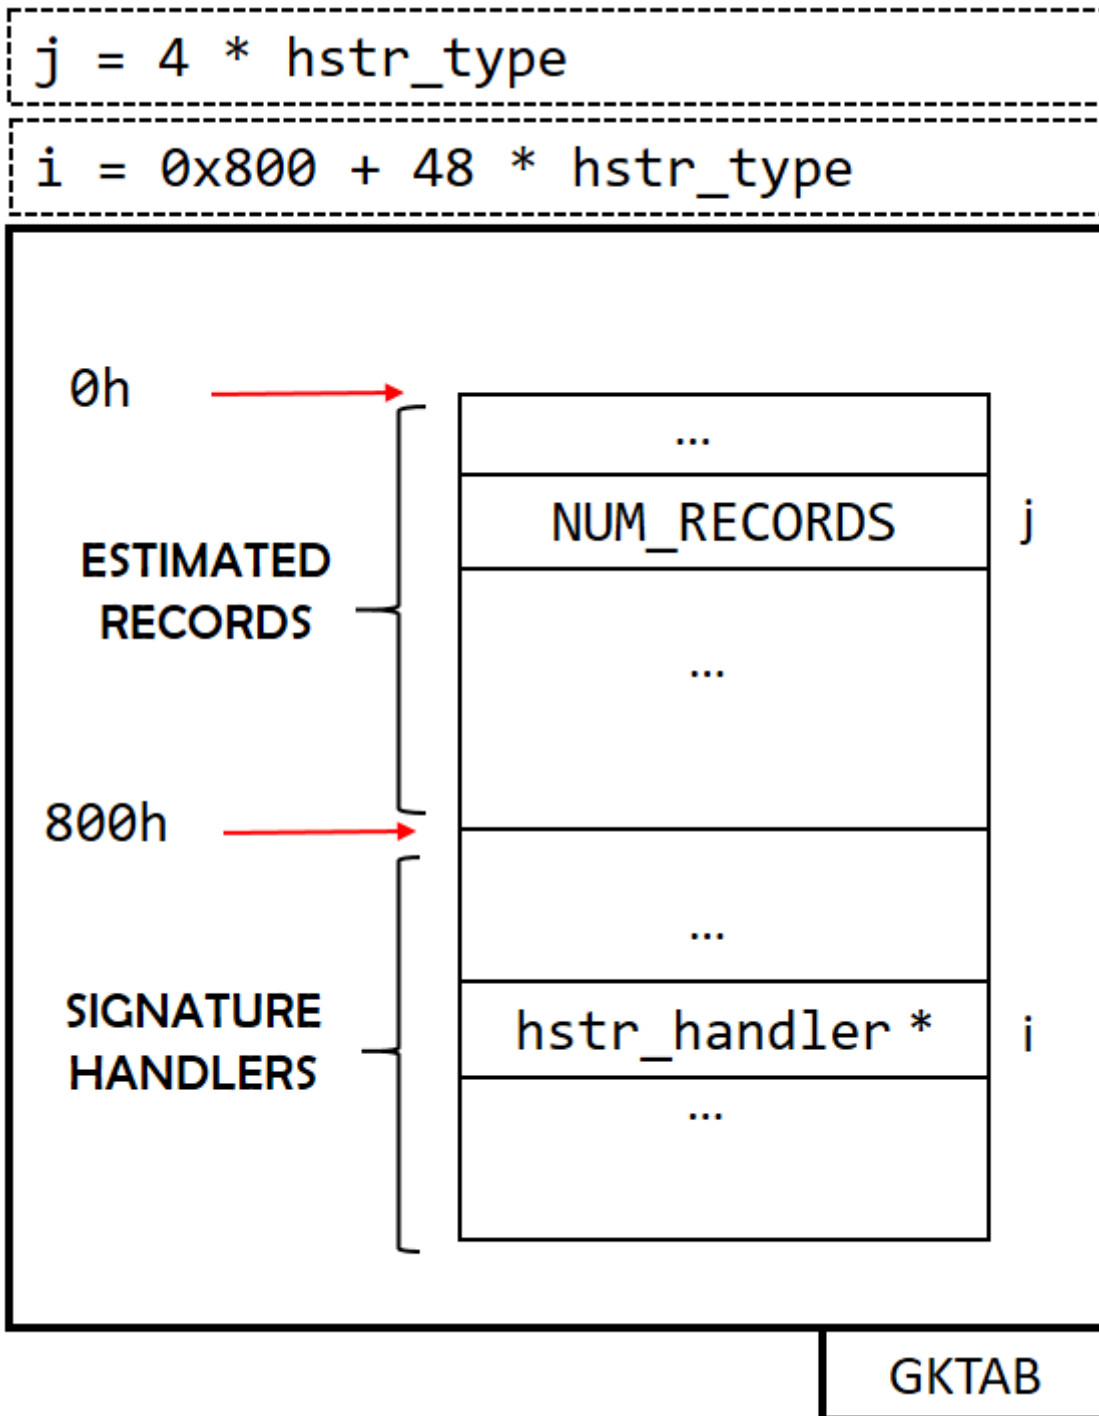 j = 4 * hstr_type
i = 0x800 + 48 * hstr_type
0h
...
NUM_RECORDS
j
ESTIMATED
RECORDS
...
800h
...
SIGNATURE
HANDLERS
hstr_handler *
i
...
GKTAB